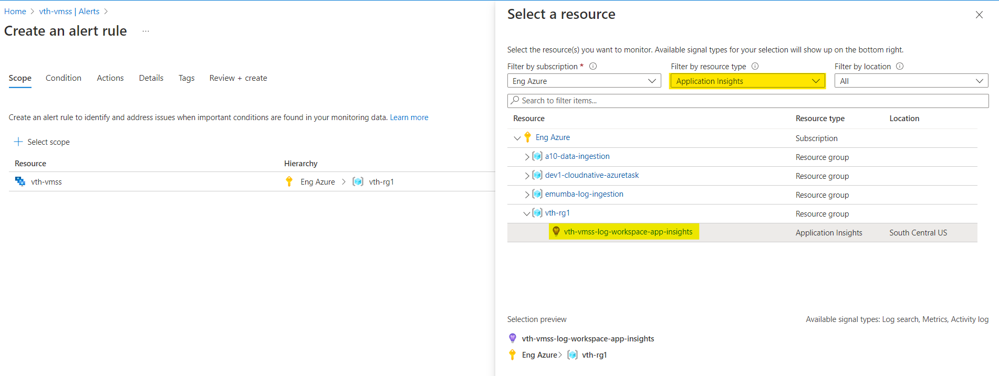 Home > vth-vmss | Alerts >
Create an alert rule ...
Scope Condition Actions Details Tags Review + create
Create an alert rule to identify and address issues when important conditions are found in your monitoring data. Learn more
+ Select scope
Resource Hierarchy
vth-vmss Eng Azure > vth-rg1
Select a resource
Select the resource(s) you want to monitor. Available signal types for your selection will show up on the bottom right.
Filter by subscription * Filter by resource type Filter by location
Eng Azure Application Insights All
Search to filter items...
Resource Resource type Location
Eng Azure Subscription
a10-data-ingestion Resource group
dev1-cloudnative-azuretask Resource group
emumba-log-ingestion Resource group
vth-rg1 Resource group
vth-vmss-log-workspace-app-insights Application Insights South Central US
Selection preview Available signal types: Log search, Metrics, Activity log
vth-vmss-log-workspace-app-insights
Eng Azure > vth-rg1